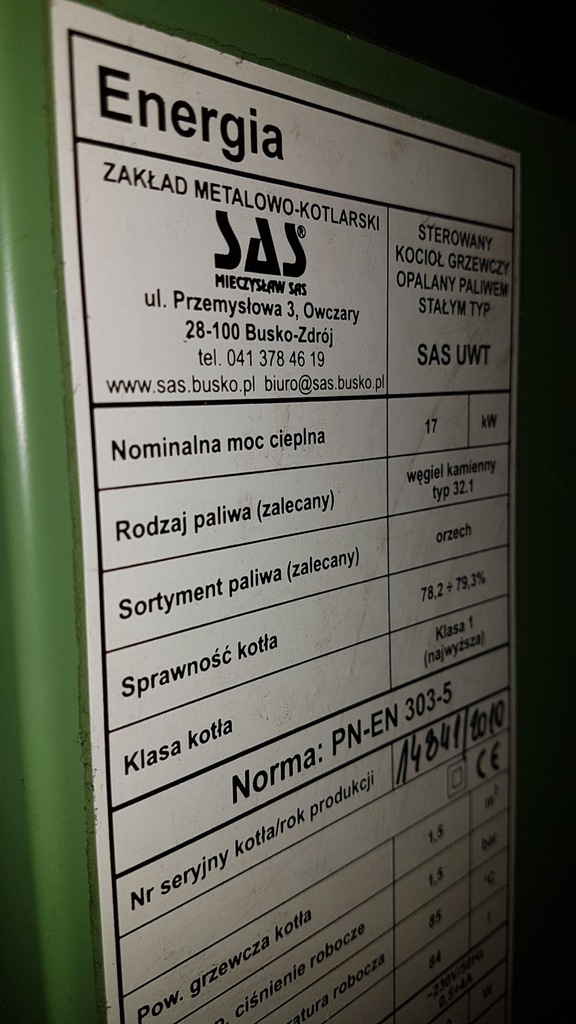 Energia
ZAKŁAD METALOWO-KOTLARSKI
SAS®
MIECZYSŁAW SAS
ul. Przemysłowa 3, Owczary
28-100 Busko-Zdrój
tel. 041 378 46 19
www.sas.busko.pl biuro@sas.busko.pl
STEROWANY
KOCIOŁ GRZEWCZY
OPALANY PALIWEM
STAŁYM TYP
SAS UWT
Nominalna moc cieplna 17 kW
Rodzaj paliwa (zalecany) węgiel kamienny
typ 32.1
Sortyment paliwa (zalecany) orzech
Sprawność kotła 78,2 ÷ 79,3%
Klasa kotła Klasa 1
(najwyższa)
Norma: PN-EN 303-5
Nr seryjny kotła/rok produkcji 14841/2010
CE
Pow. grzewcza kotła 1,5 m²
ciśnienie robocze 1,5 bar
robocza 85 °C
84 l
~230V/50Hz
0,5÷4A
W